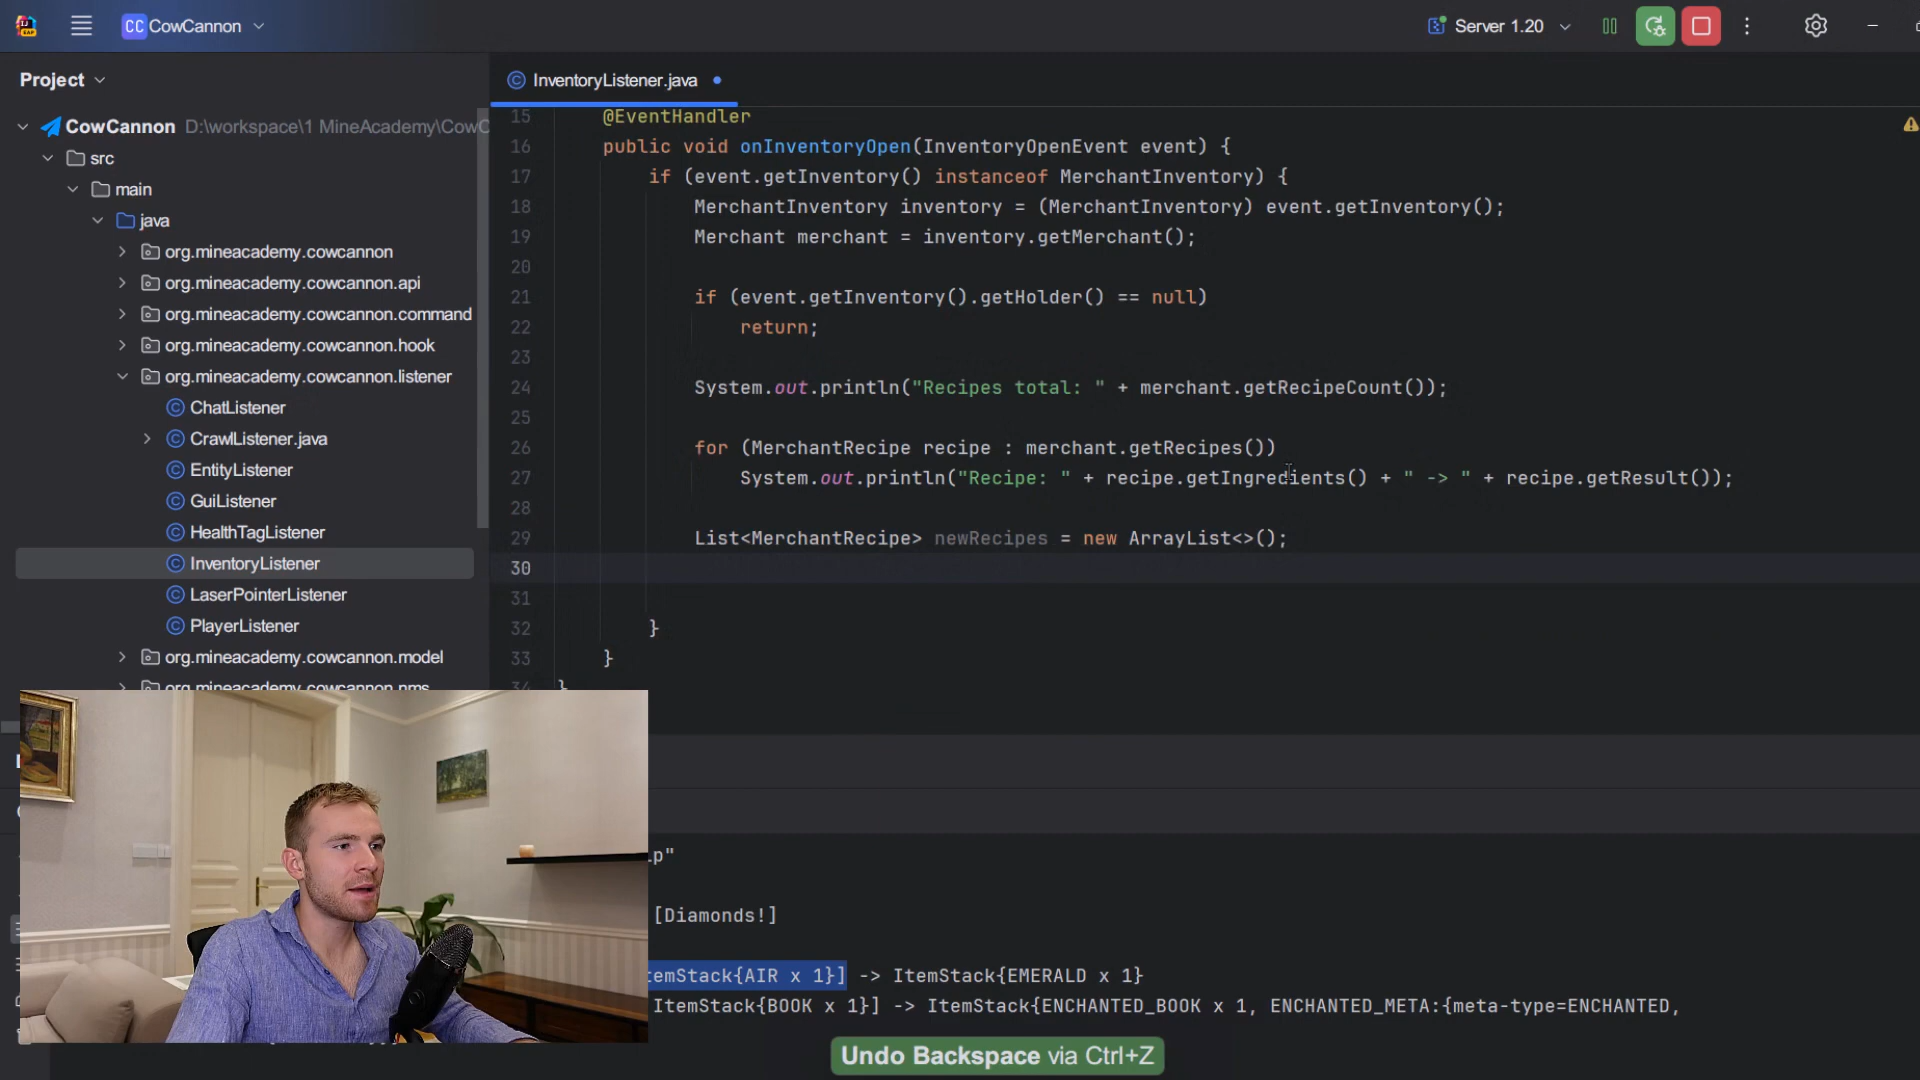 CC CowCannon
Server 1.20
Project
InventoryListener.java
CowCannon D:\workspace\1 MineAcademy\CowC
src
main
java
org.mineacademy.cowcannon
org.mineacademy.cowcannon.api
org.mineacademy.cowcannon.command
org.mineacademy.cowcannon.hook
org.mineacademy.cowcannon.listener
ChatListener
CrawlListener.java
EntityListener
GuiListener
HealthTagListener
InventoryListener
LaserPointerListener
PlayerListener
org.mineacademy.cowcannon.model
org.mineacademy.cowcannon.nms
15 @EventHandler
16 public void onInventoryOpen(InventoryOpenEvent event) {
17 if (event.getInventory() instanceof MerchantInventory) {
18 MerchantInventory inventory = (MerchantInventory) event.getInventory();
19 Merchant merchant = inventory.getMerchant();
20
21 if (event.getInventory().getHolder() == null)
22 return;
23
24 System.out.println("Recipes total: " + merchant.getRecipeCount());
25
26 for (MerchantRecipe recipe : merchant.getRecipes())
27 System.out.println("Recipe: " + recipe.getIngredients() + " -> " + recipe.getResult());
28
29 List<MerchantRecipe> newRecipes = new ArrayList<>();
30
31
32 }
33 }
34 }
lp"
[Diamonds!]
temStack{AIR x 1}] -> ItemStack{EMERALD x 1}
ItemStack{BOOK x 1}] -> ItemStack{ENCHANTED_BOOK x 1, ENCHANTED_META:{meta-type=ENCHANTED,
Undo Backspace via Ctrl+Z